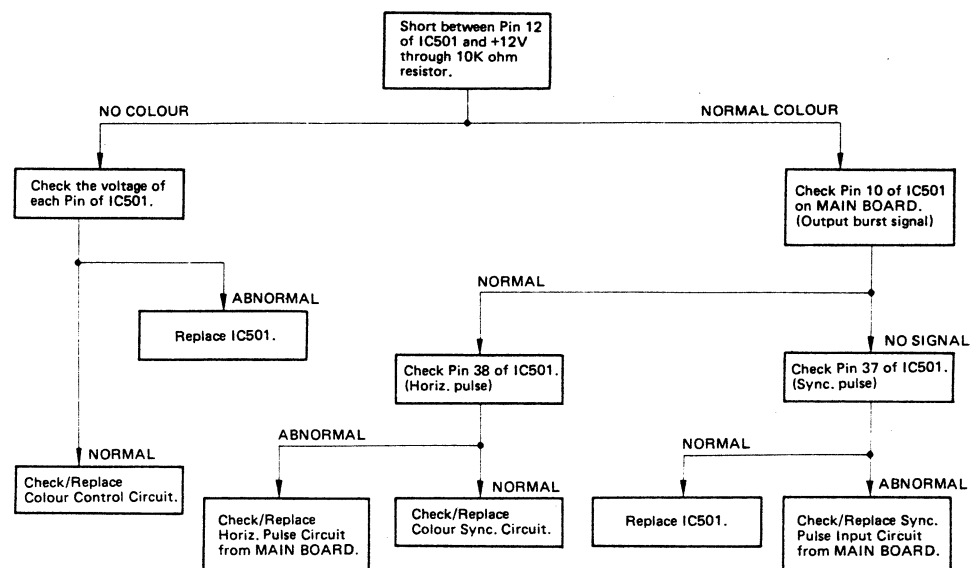 Short between Pin 12
of IC501 and +12V
through 10K ohm
resistor.
NO COLOUR
NORMAL COLOUR
Check the voltage of
each Pin of IC501.
Check Pin 10 of IC501
on MAIN BOARD.
(Output burst signal)
ABNORMAL
Replace IC501.
NORMAL
NO SIGNAL
Check Pin 38 of IC501.
(Horiz. pulse)
Check Pin 37 of IC501.
(Sync. pulse)
NORMAL
Check/Replace
Colour Control Circuit.
ABNORMAL
Check/Replace
Horiz. Pulse Circuit
from MAIN BOARD.
NORMAL
Check/Replace
Colour Sync. Circuit.
NORMAL
Replace IC501.
ABNORMAL
Check/Replace Sync.
Pulse Input Circuit
from MAIN BOARD.